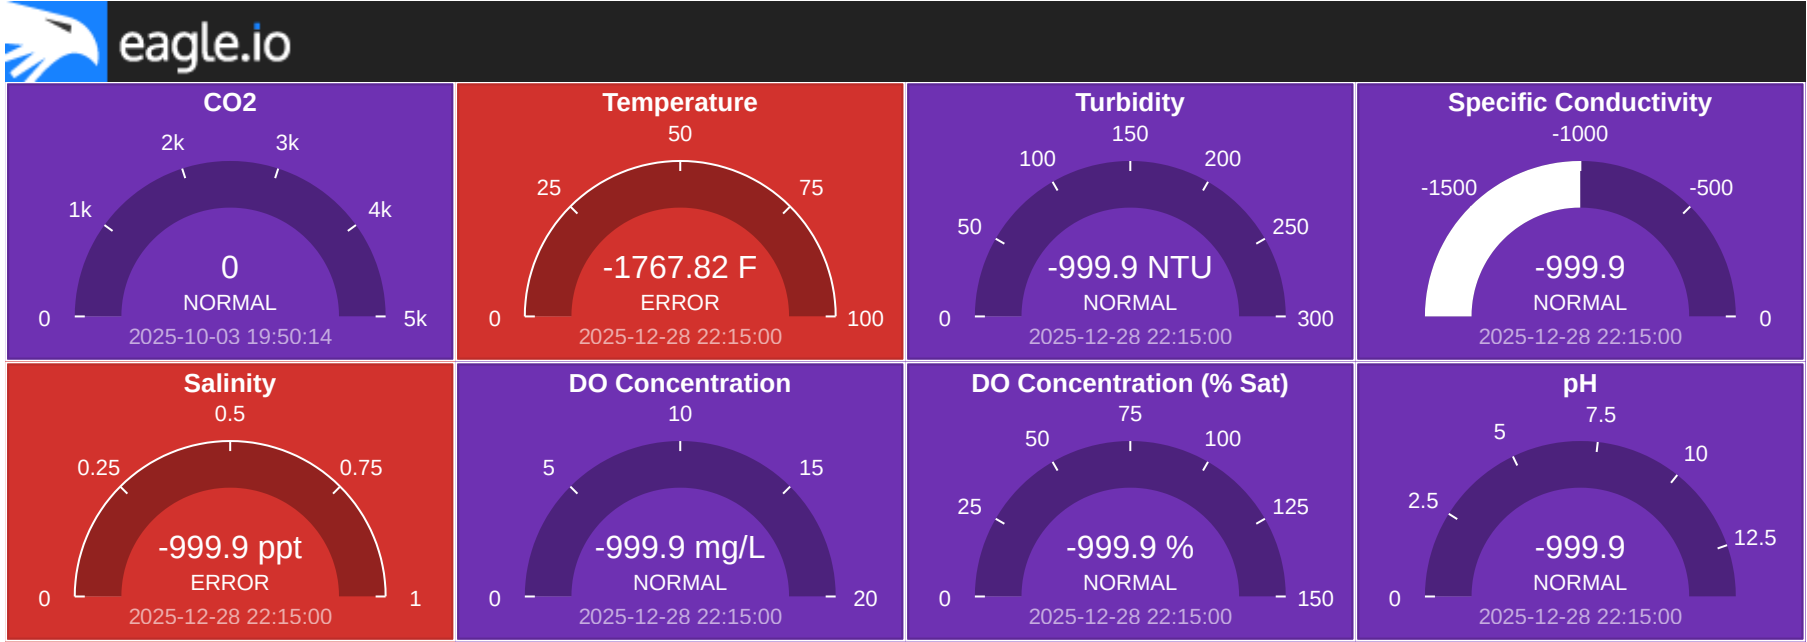 eagle.io
CO2
2k
3k
1k
4k
0
NORMAL
0
5k
2025-10-03 19:50:14
Temperature
50
25
75
-1767.82 F
ERROR
0
100
2025-12-28 22:15:00
Turbidity
150
100
200
50
250
-999.9 NTU
NORMAL
0
300
2025-12-28 22:15:00
Specific Conductivity
-1000
-1500
-500
-999.9
NORMAL
0
2025-12-28 22:15:00
Salinity
0.5
0.25
0.75
-999.9 ppt
ERROR
0
1
2025-12-28 22:15:00
DO Concentration
10
5
15
-999.9 mg/L
NORMAL
0
20
2025-12-28 22:15:00
DO Concentration (% Sat)
75
50
100
25
125
-999.9 %
NORMAL
0
150
2025-12-28 22:15:00
pH
7.5
5
10
2.5
12.5
-999.9
NORMAL
0
2025-12-28 22:15:00